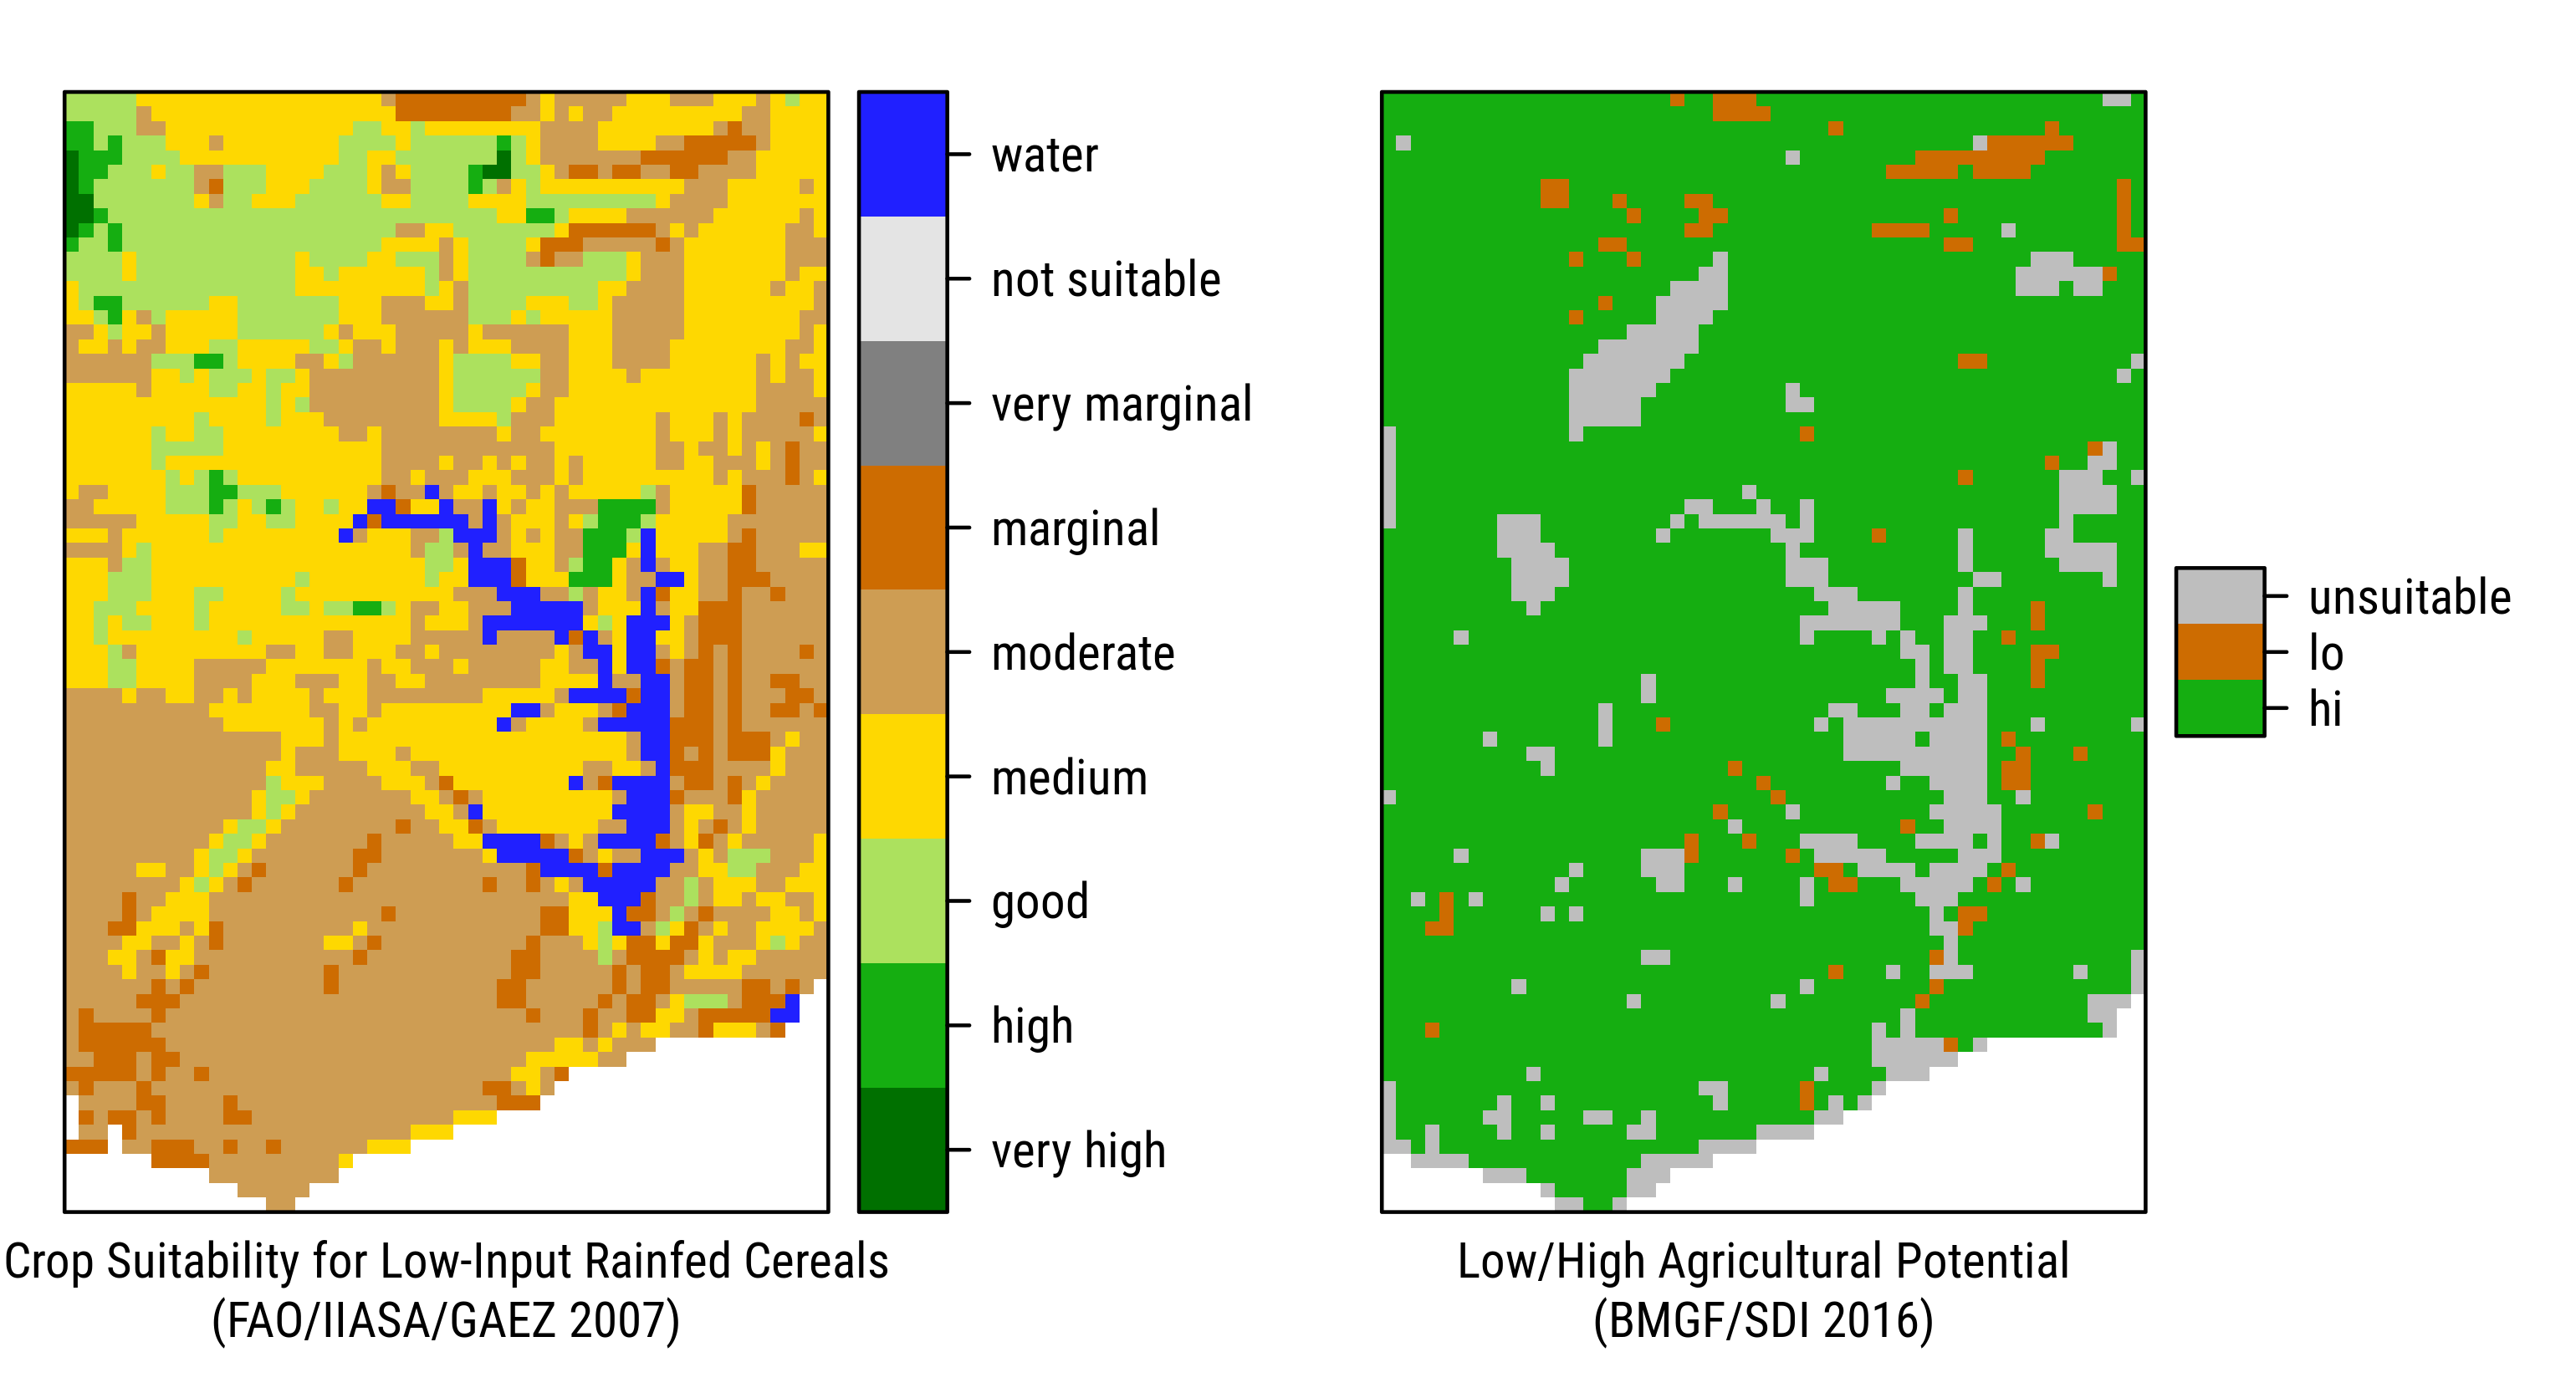 water
not suitable
very marginal
marginal
moderate
medium
good
high
very high
Crop Suitability for Low-Input Rainfed Cereals
(FAO/IIASA/GAEZ 2007)
unsuitable
lo
hi
Low/High Agricultural Potential
(BMGF/SDI 2016)